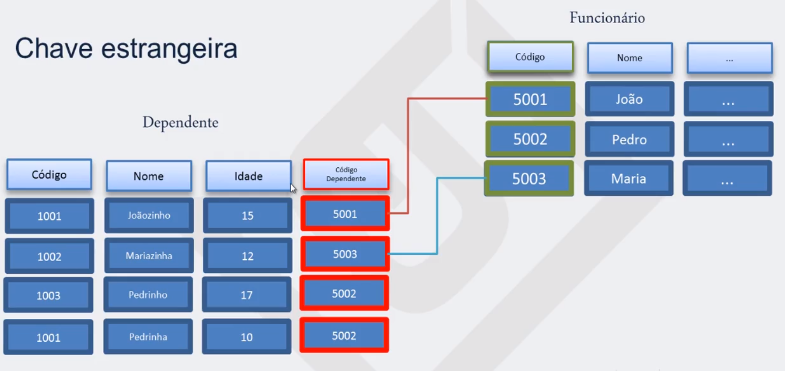 Funcionário
Chave estrangeira
Código Nome ...
5001 João ...
5002 Pedro ...
5003 Maria ...
Dependente
Código Nome Idade Código
Dependente
1001 Joãozinho 15 5001
1002 Mariazinha 12 5003
1003 Pedrinho 17 5002
1001 Pedrinha 10 5002